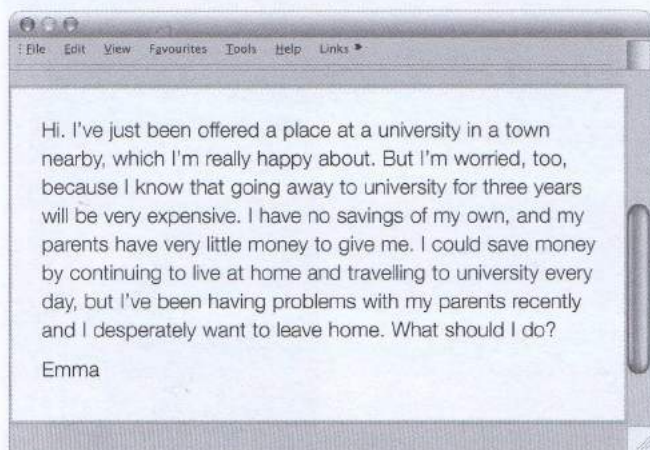 File Edit View Favourites Tools Help Links
Hi. I've just been offered a place at a university in a town
nearby, which I'm really happy about. But I'm worried, too,
because I know that going away to university for three years
will be very expensive. I have no savings of my own, and my
parents have very little money to give me. I could save money
by continuing to live at home and travelling to university every
day, but I've been having problems with my parents recently
and I desperately want to leave home. What should I do?
Emma